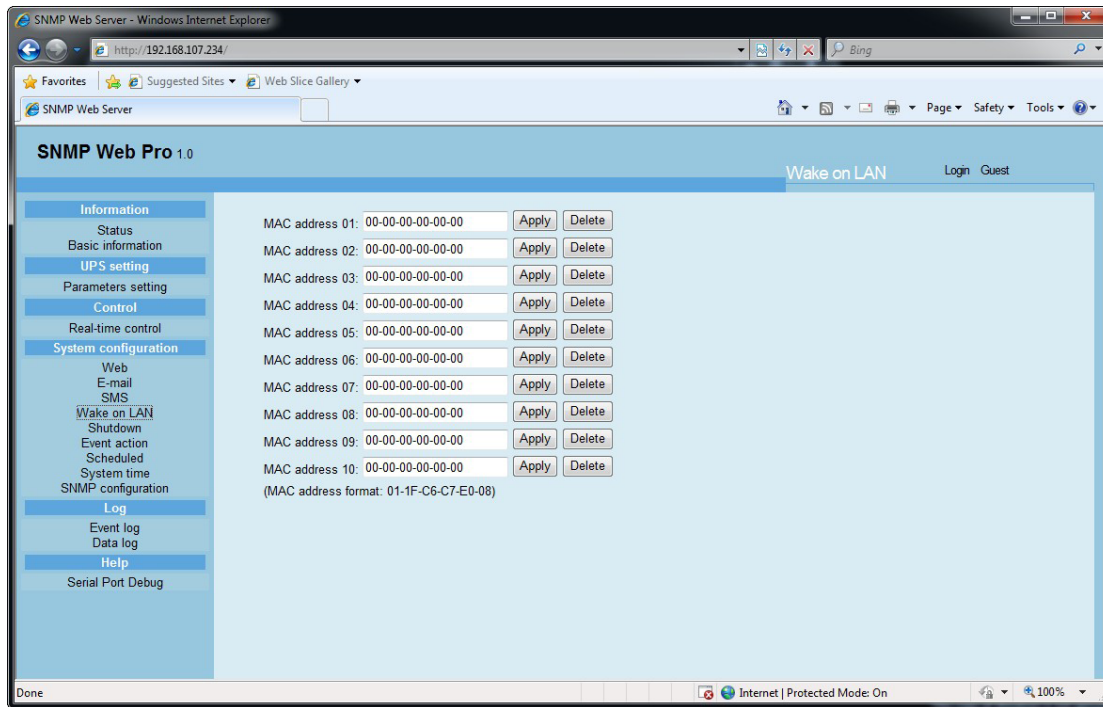 SNMP Web Server - Windows Internet Explorer
http://192.168.107.234/
Bing
Favorites Suggested Sites Web Slice Gallery
SNMP Web Server
Page Safety Tools
SNMP Web Pro 1.0
Wake on LAN
Login Guest
Information
Status
Basic information
UPS setting
Parameters setting
Control
Real-time control
System configuration
Web
E-mail
SMS
Wake on LAN
Shutdown
Event action
Scheduled
System time
SNMP configuration
Log
Event log
Data log
Help
Serial Port Debug
MAC address 01: 00-00-00-00-00-00 Apply Delete
MAC address 02: 00-00-00-00-00-00 Apply Delete
MAC address 03: 00-00-00-00-00-00 Apply Delete
MAC address 04: 00-00-00-00-00-00 Apply Delete
MAC address 05: 00-00-00-00-00-00 Apply Delete
MAC address 06: 00-00-00-00-00-00 Apply Delete
MAC address 07: 00-00-00-00-00-00 Apply Delete
MAC address 08: 00-00-00-00-00-00 Apply Delete
MAC address 09: 00-00-00-00-00-00 Apply Delete
MAC address 10: 00-00-00-00-00-00 Apply Delete
(MAC address format: 01-1F-C6-C7-E0-08)
Done
Internet | Protected Mode: On
100%